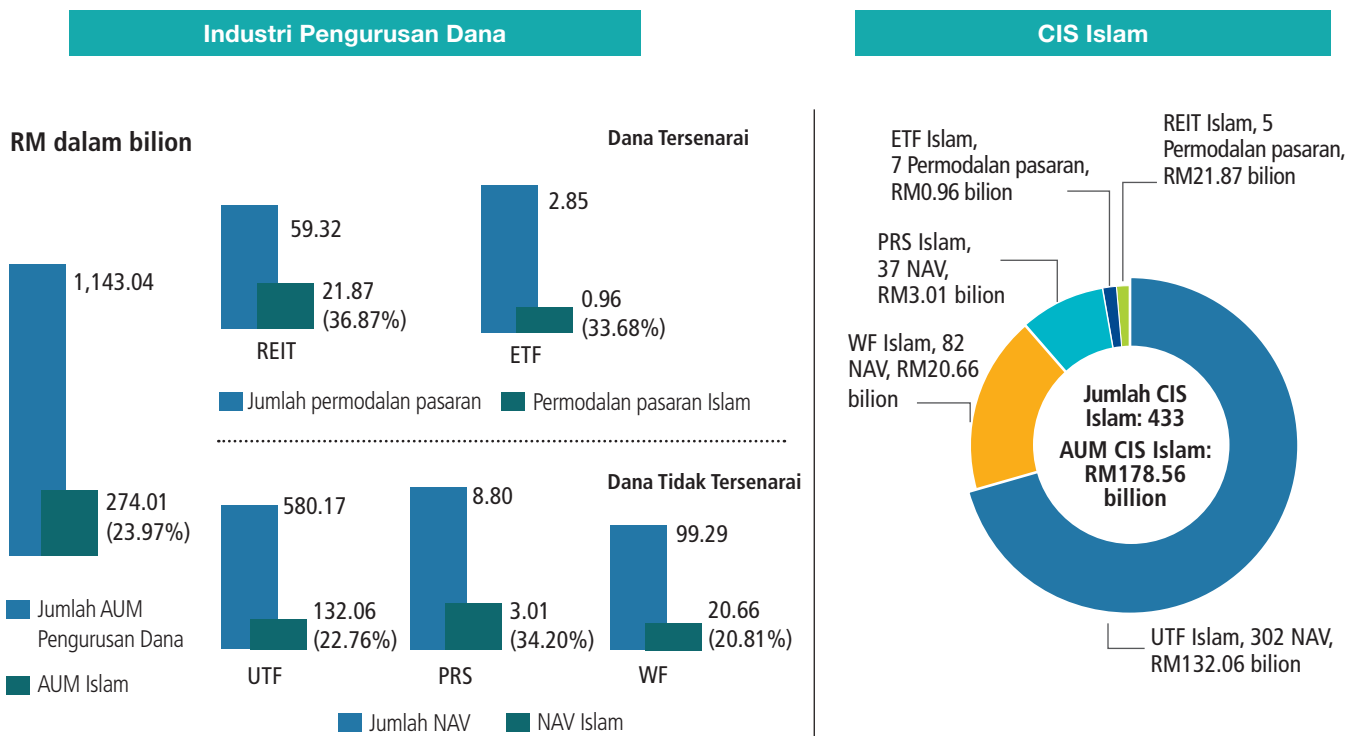 Industri Pengurusan Dana
RM dalam bilion
1,143.04
274.01
(23.97%)
Jumlah AUM
Pengurusan Dana
AUM Islam
Dana Tersenarai
59.32
21.87
(36.87%)
REIT
2.85
0.96
(33.68%)
ETF
Jumlah permodalan pasaran
Permodalan pasaran Islam
Dana Tidak Tersenarai
580.17
132.06
(22.76%)
UTF
8.80
3.01
(34.20%)
PRS
99.29
20.66
(20.81%)
WF
Jumlah NAV
NAV Islam
CIS Islam
ETF Islam,
7 Permodalan pasaran,
RM0.96 bilion
REIT Islam, 5
Permodalan pasaran,
RM21.87 bilion
PRS Islam,
37 NAV,
RM3.01 bilion
WF Islam, 82
NAV, RM20.66
bilion
Jumlah CIS
Islam: 433
AUM CIS Islam:
RM178.56
billion
UTF Islam, 302 NAV,
RM132.06 bilion